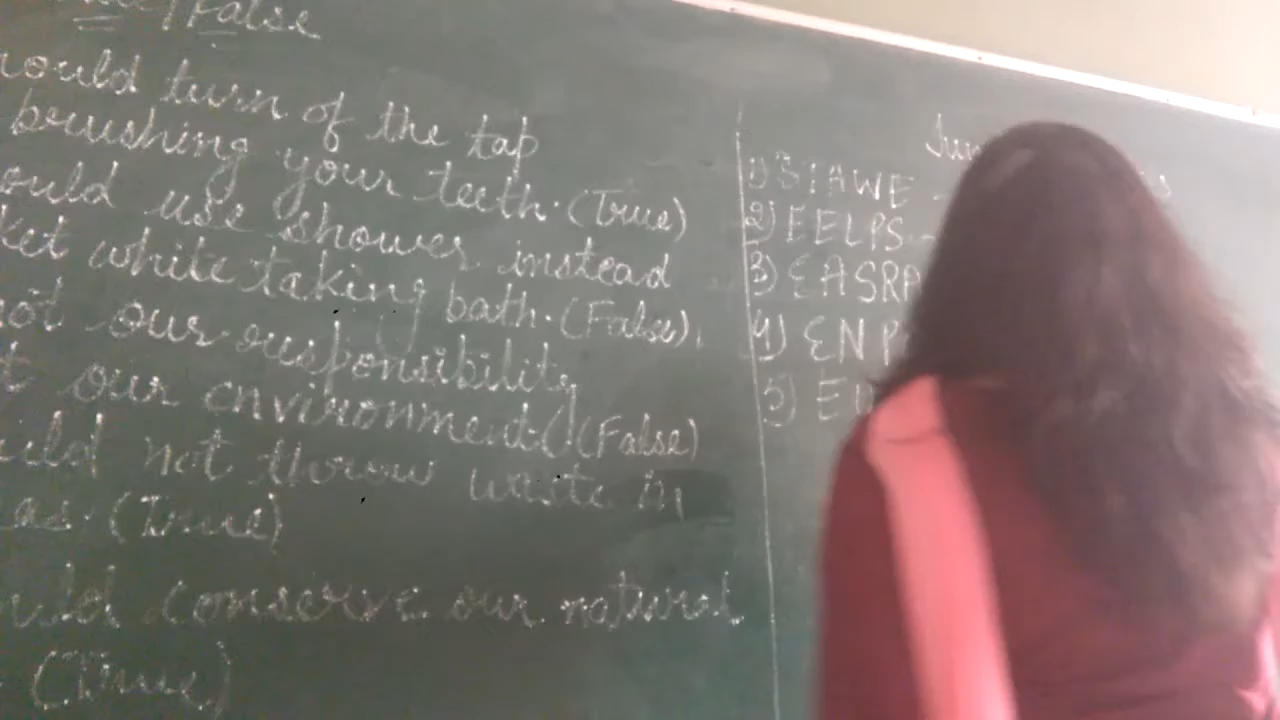 False
ould turn of the tap
brushing your teeth. (True)
ould use shower instead
ket while taking bath. (False)
not our responsibility
t our environment (False)
uld not throw waste in
as (True)
uld conserve our natural
(True)
Jum
1)
2) EELPS -
3) EASRA
4) ENP
5) E